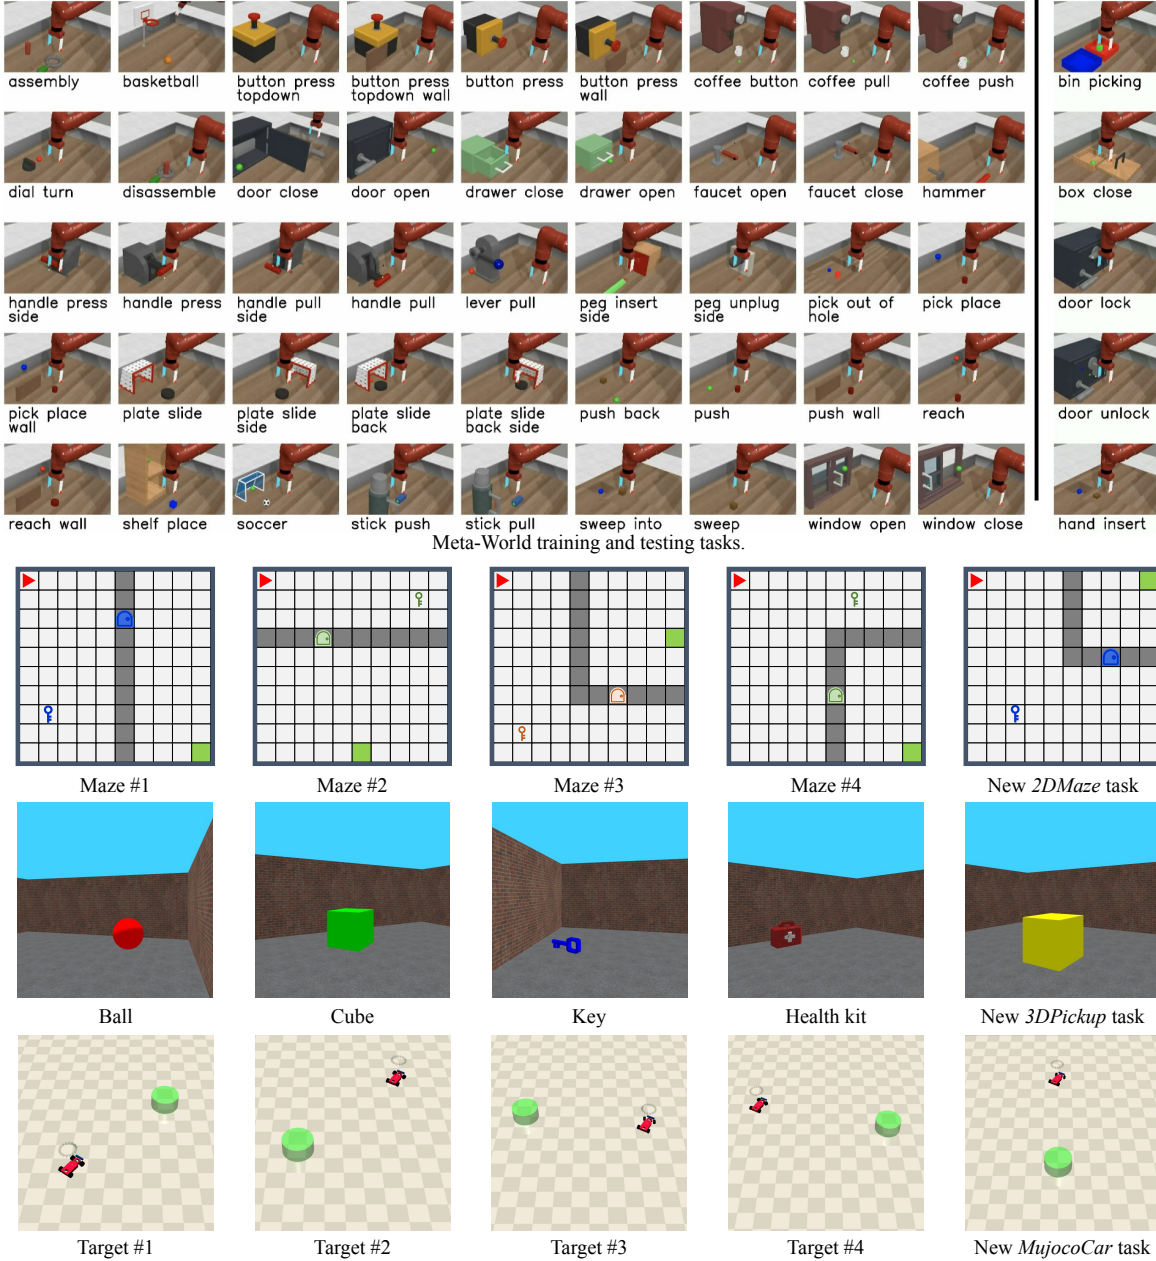 assembly
basketball
button press
topdown
button press
topdown wall
button press
button press
wall
coffee button
coffee pull
coffee push
bin picking
dial turn
disassemble
door close
door open
drawer close
drawer open
faucet open
faucet close
hammer
box close
handle press
side
handle press
handle pull
side
handle pull
lever pull
peg insert
side
peg unplug
side
pick out of
hole
pick place
door lock
pick place
wall
plate slide
plate slide
side
plate slide
back
plate slide
back side
push back
push
push wall
reach
door unlock
reach wall
shelf place
soccer
stick push
stick pull
sweep into
sweep
window open
window close
hand insert
Meta-World training and testing tasks.
Maze #1
Maze #2
Maze #3
Maze #4
New 2DMaze task
Ball
Cube
Key
Health kit
New 3DPickup task
Target #1
Target #2
Target #3
Target #4
New MujocoCar task